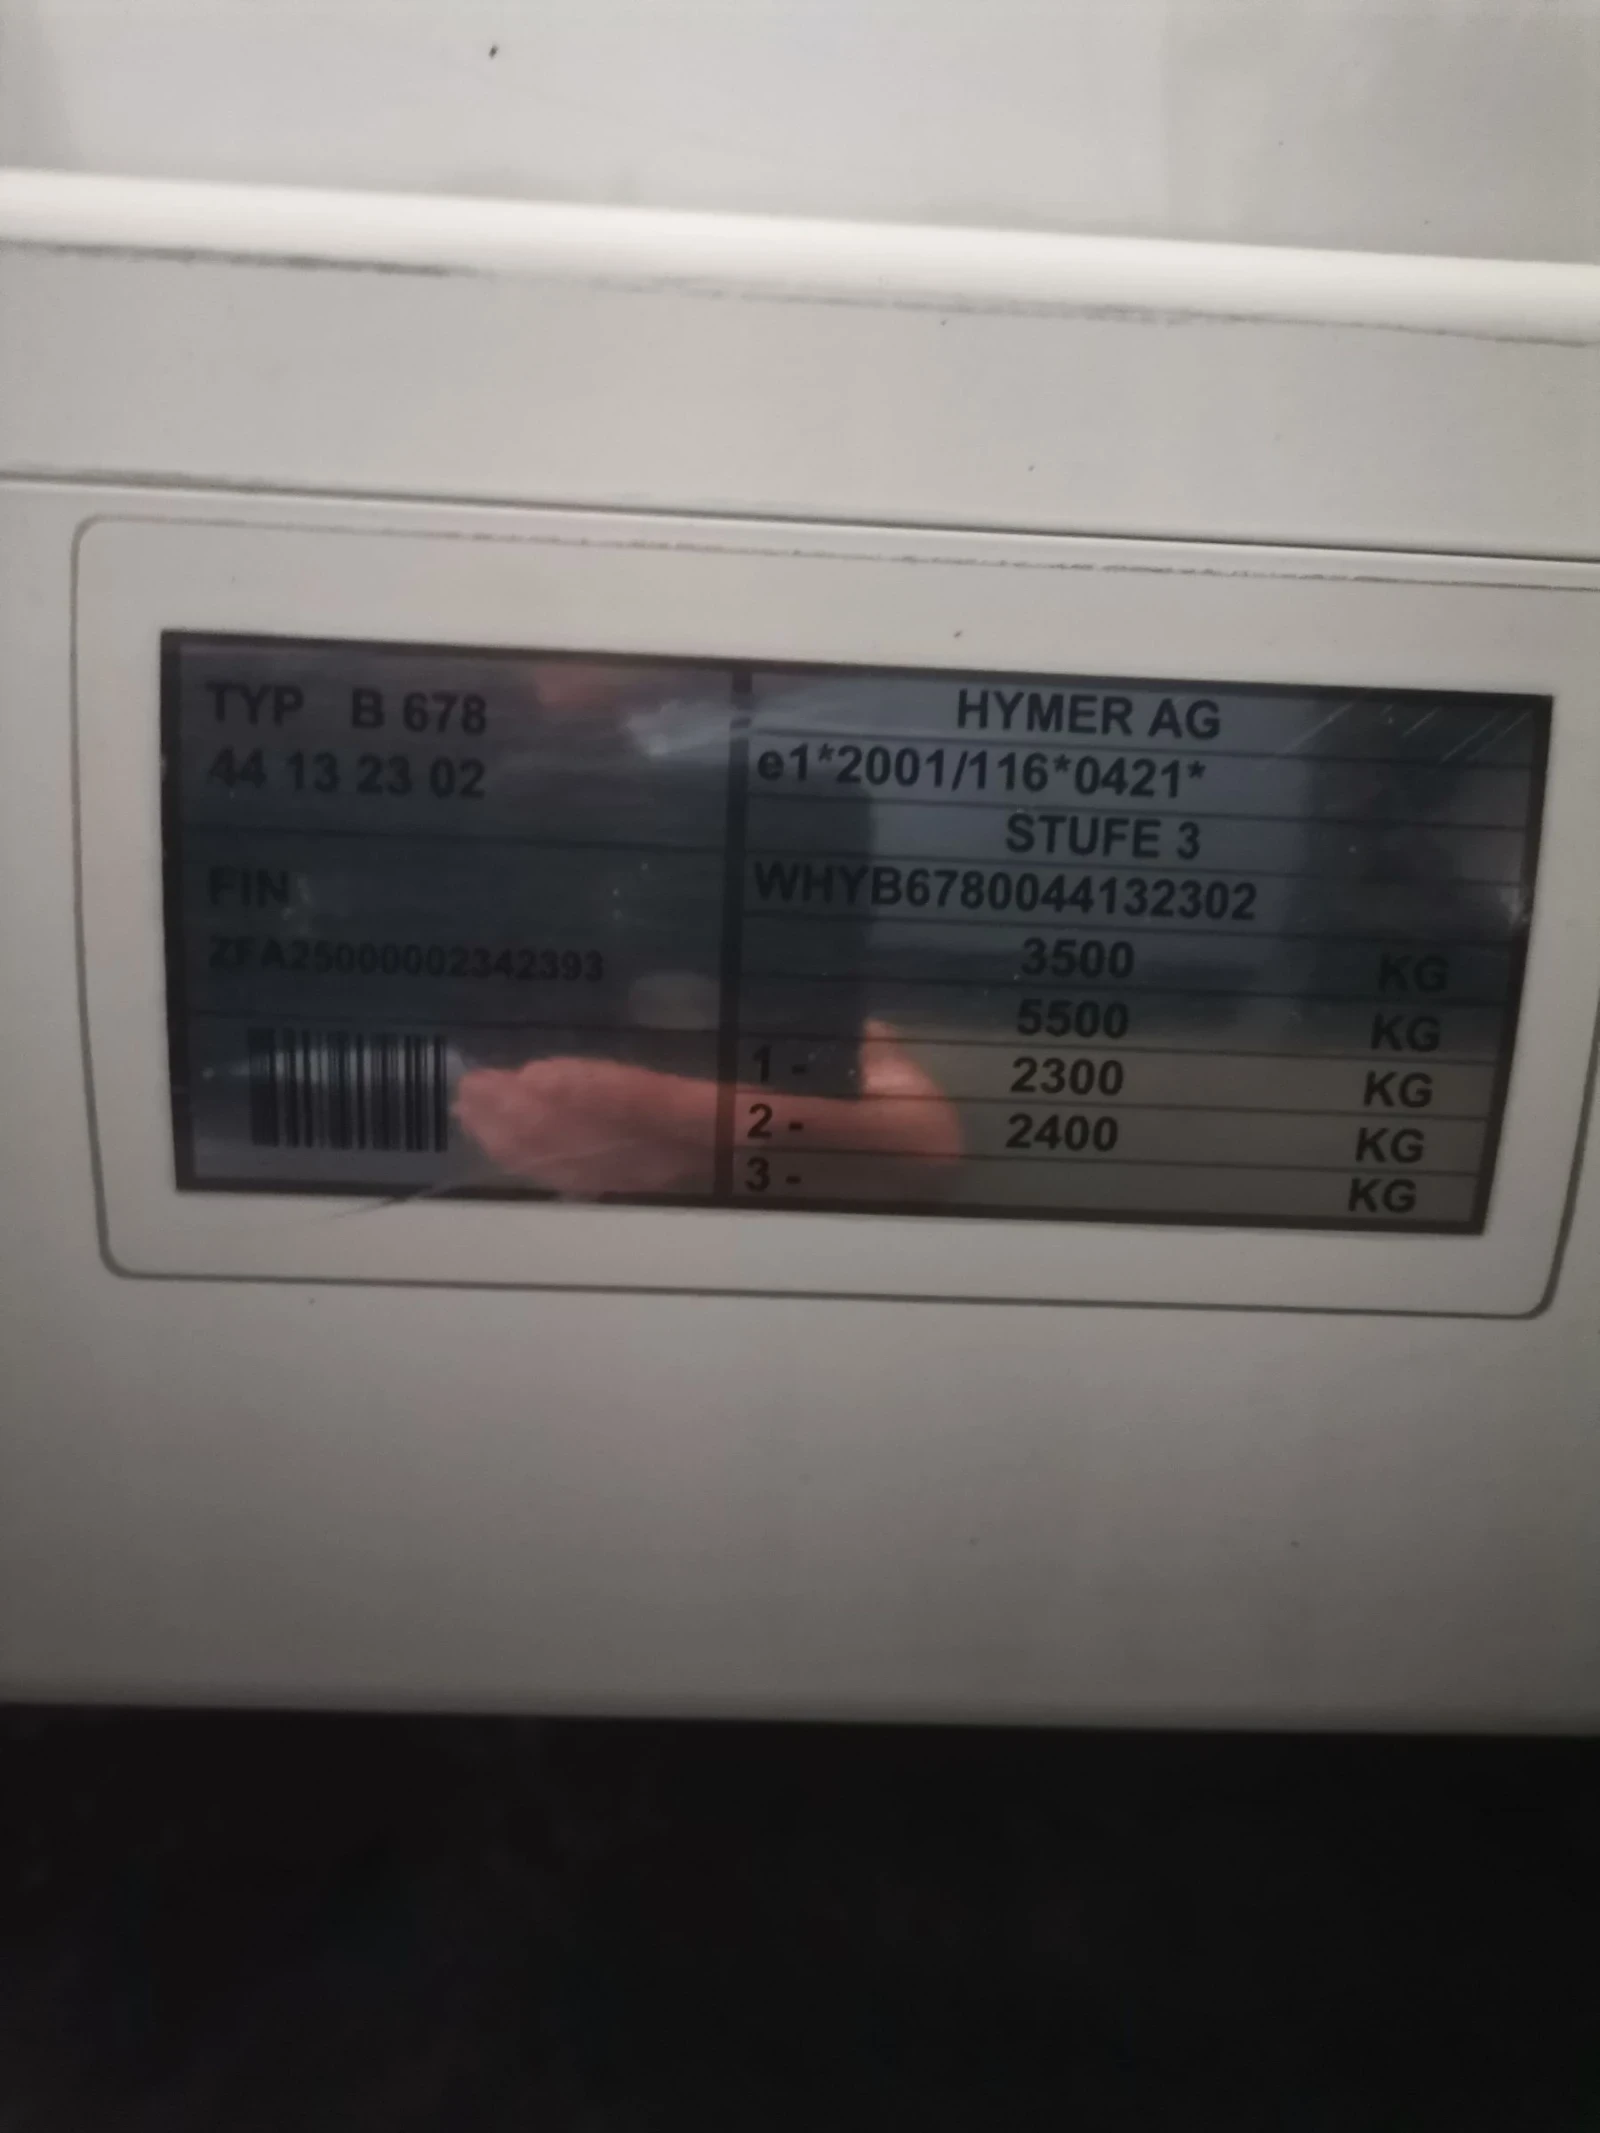 TYP B 678
44 13 23 02
FIN
ZFA25000002342393
HYMER AG
e1*2001/116*0421*
STUFE 3
WHYB6780044132302
3500 KG
5500 KG
1 - 2300 KG
2 - 2400 KG
3 - KG